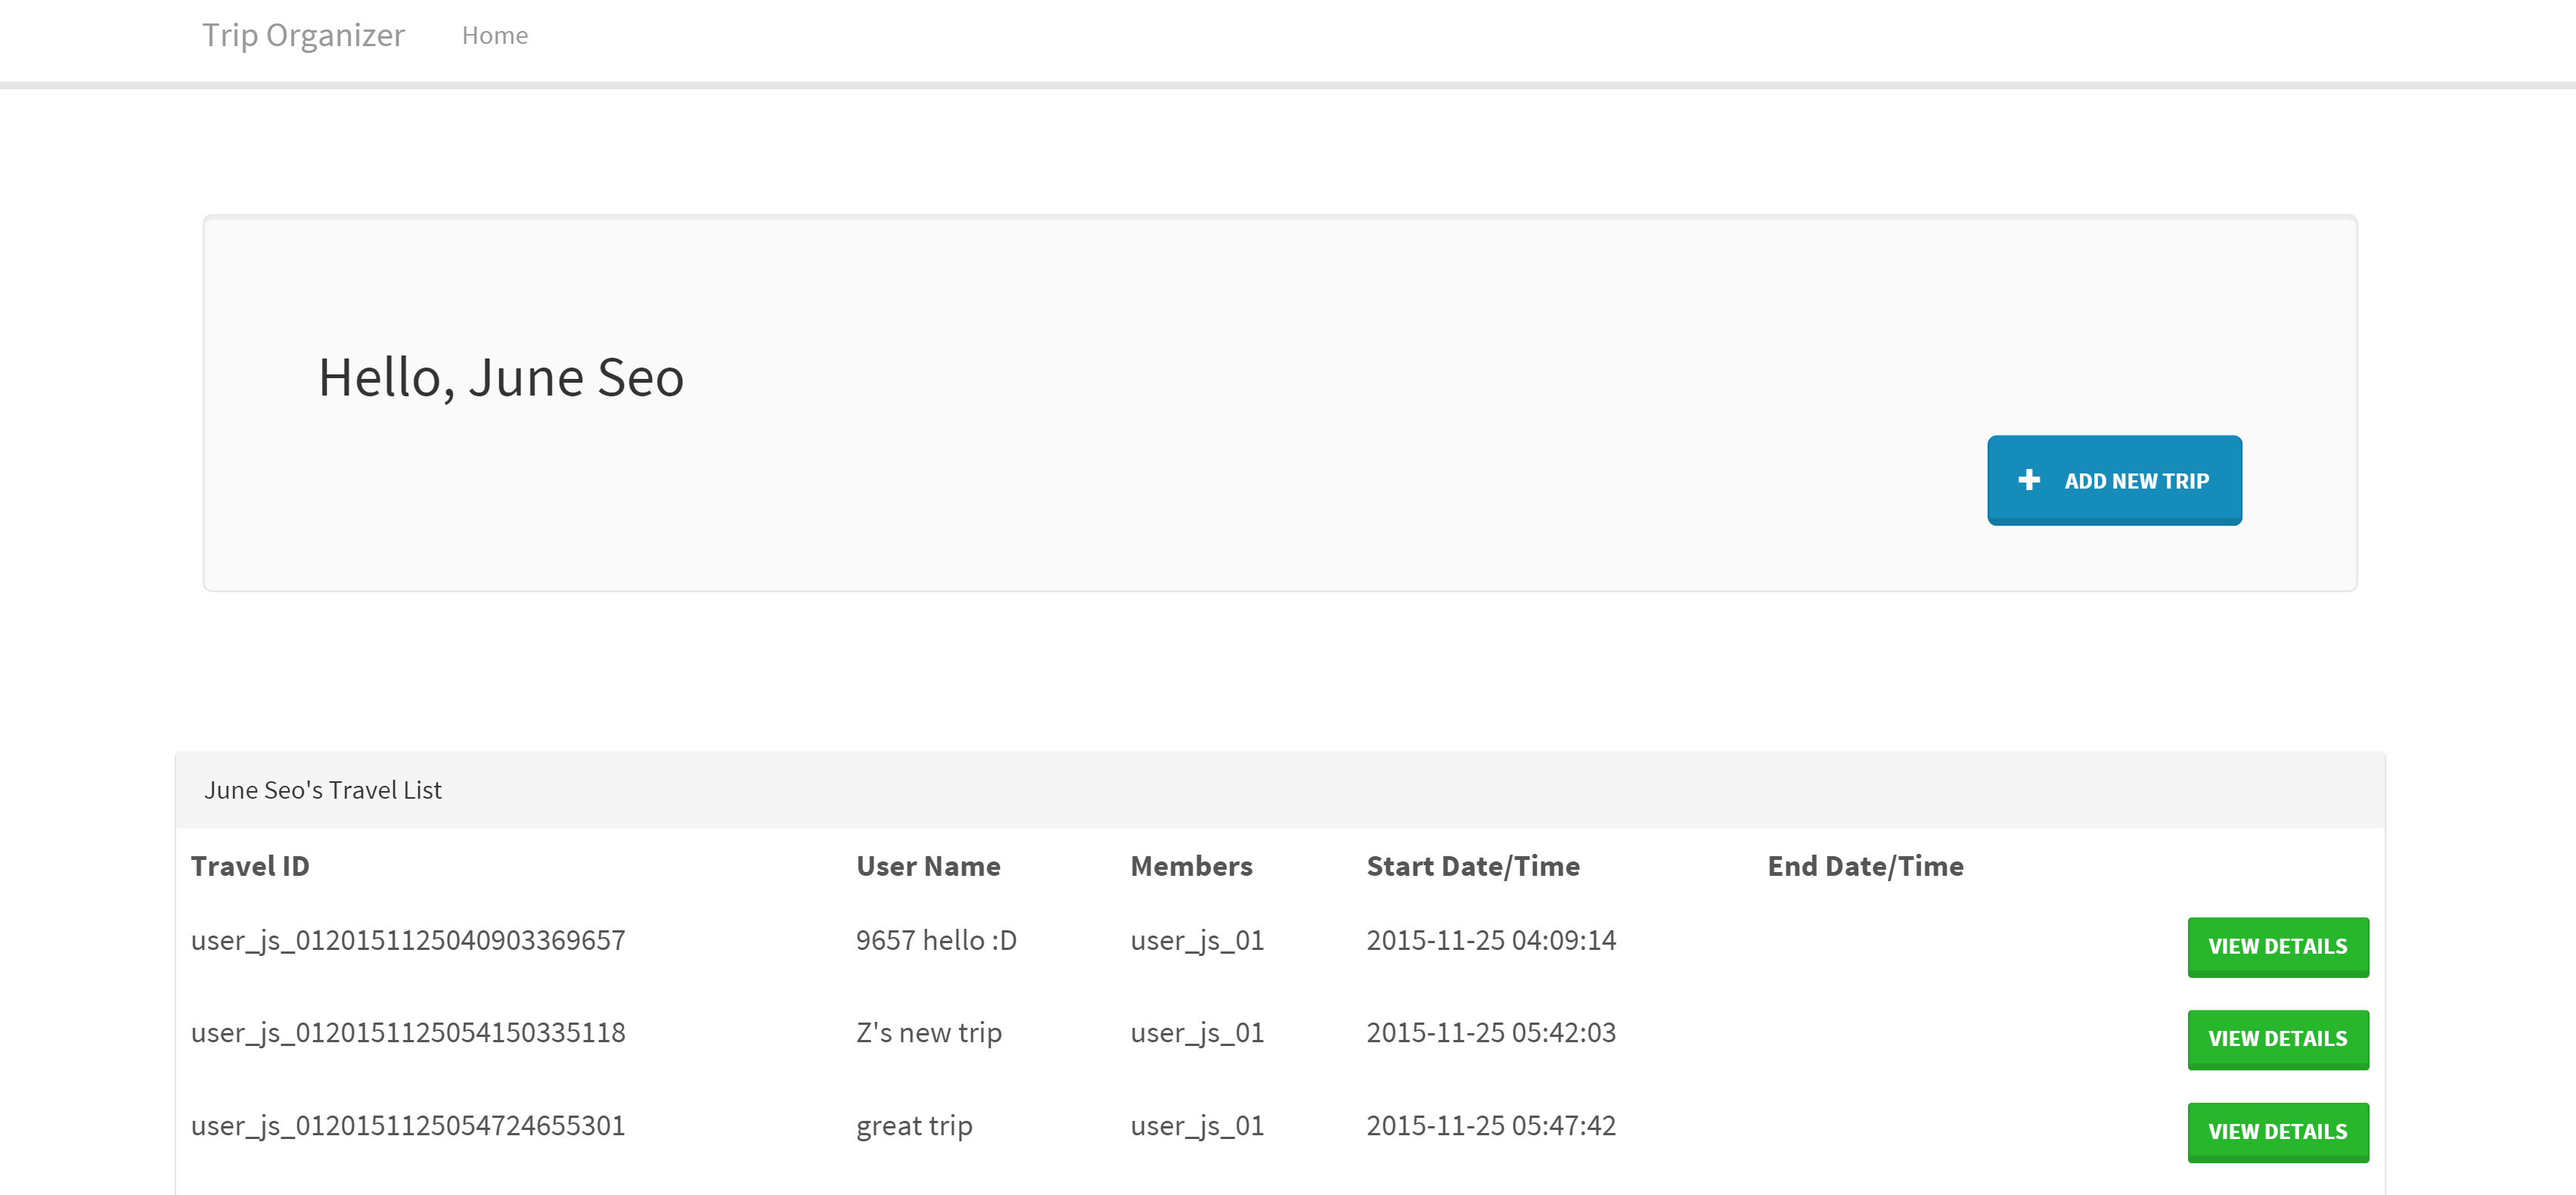 Trip Organizer Home
Hello, June Seo
ADD NEW TRIP
June Seo's Travel List
Travel ID User Name Members Start Date/Time End Date/Time
user_js_0120151125040903369657 9657 hello :D user_js_01 2015-11-25 04:09:14 VIEW DETAILS
user_js_0120151125054150335118 Z's new trip user_js_01 2015-11-25 05:42:03 VIEW DETAILS
user_js_0120151125054724655301 great trip user_js_01 2015-11-25 05:47:42 VIEW DETAILS